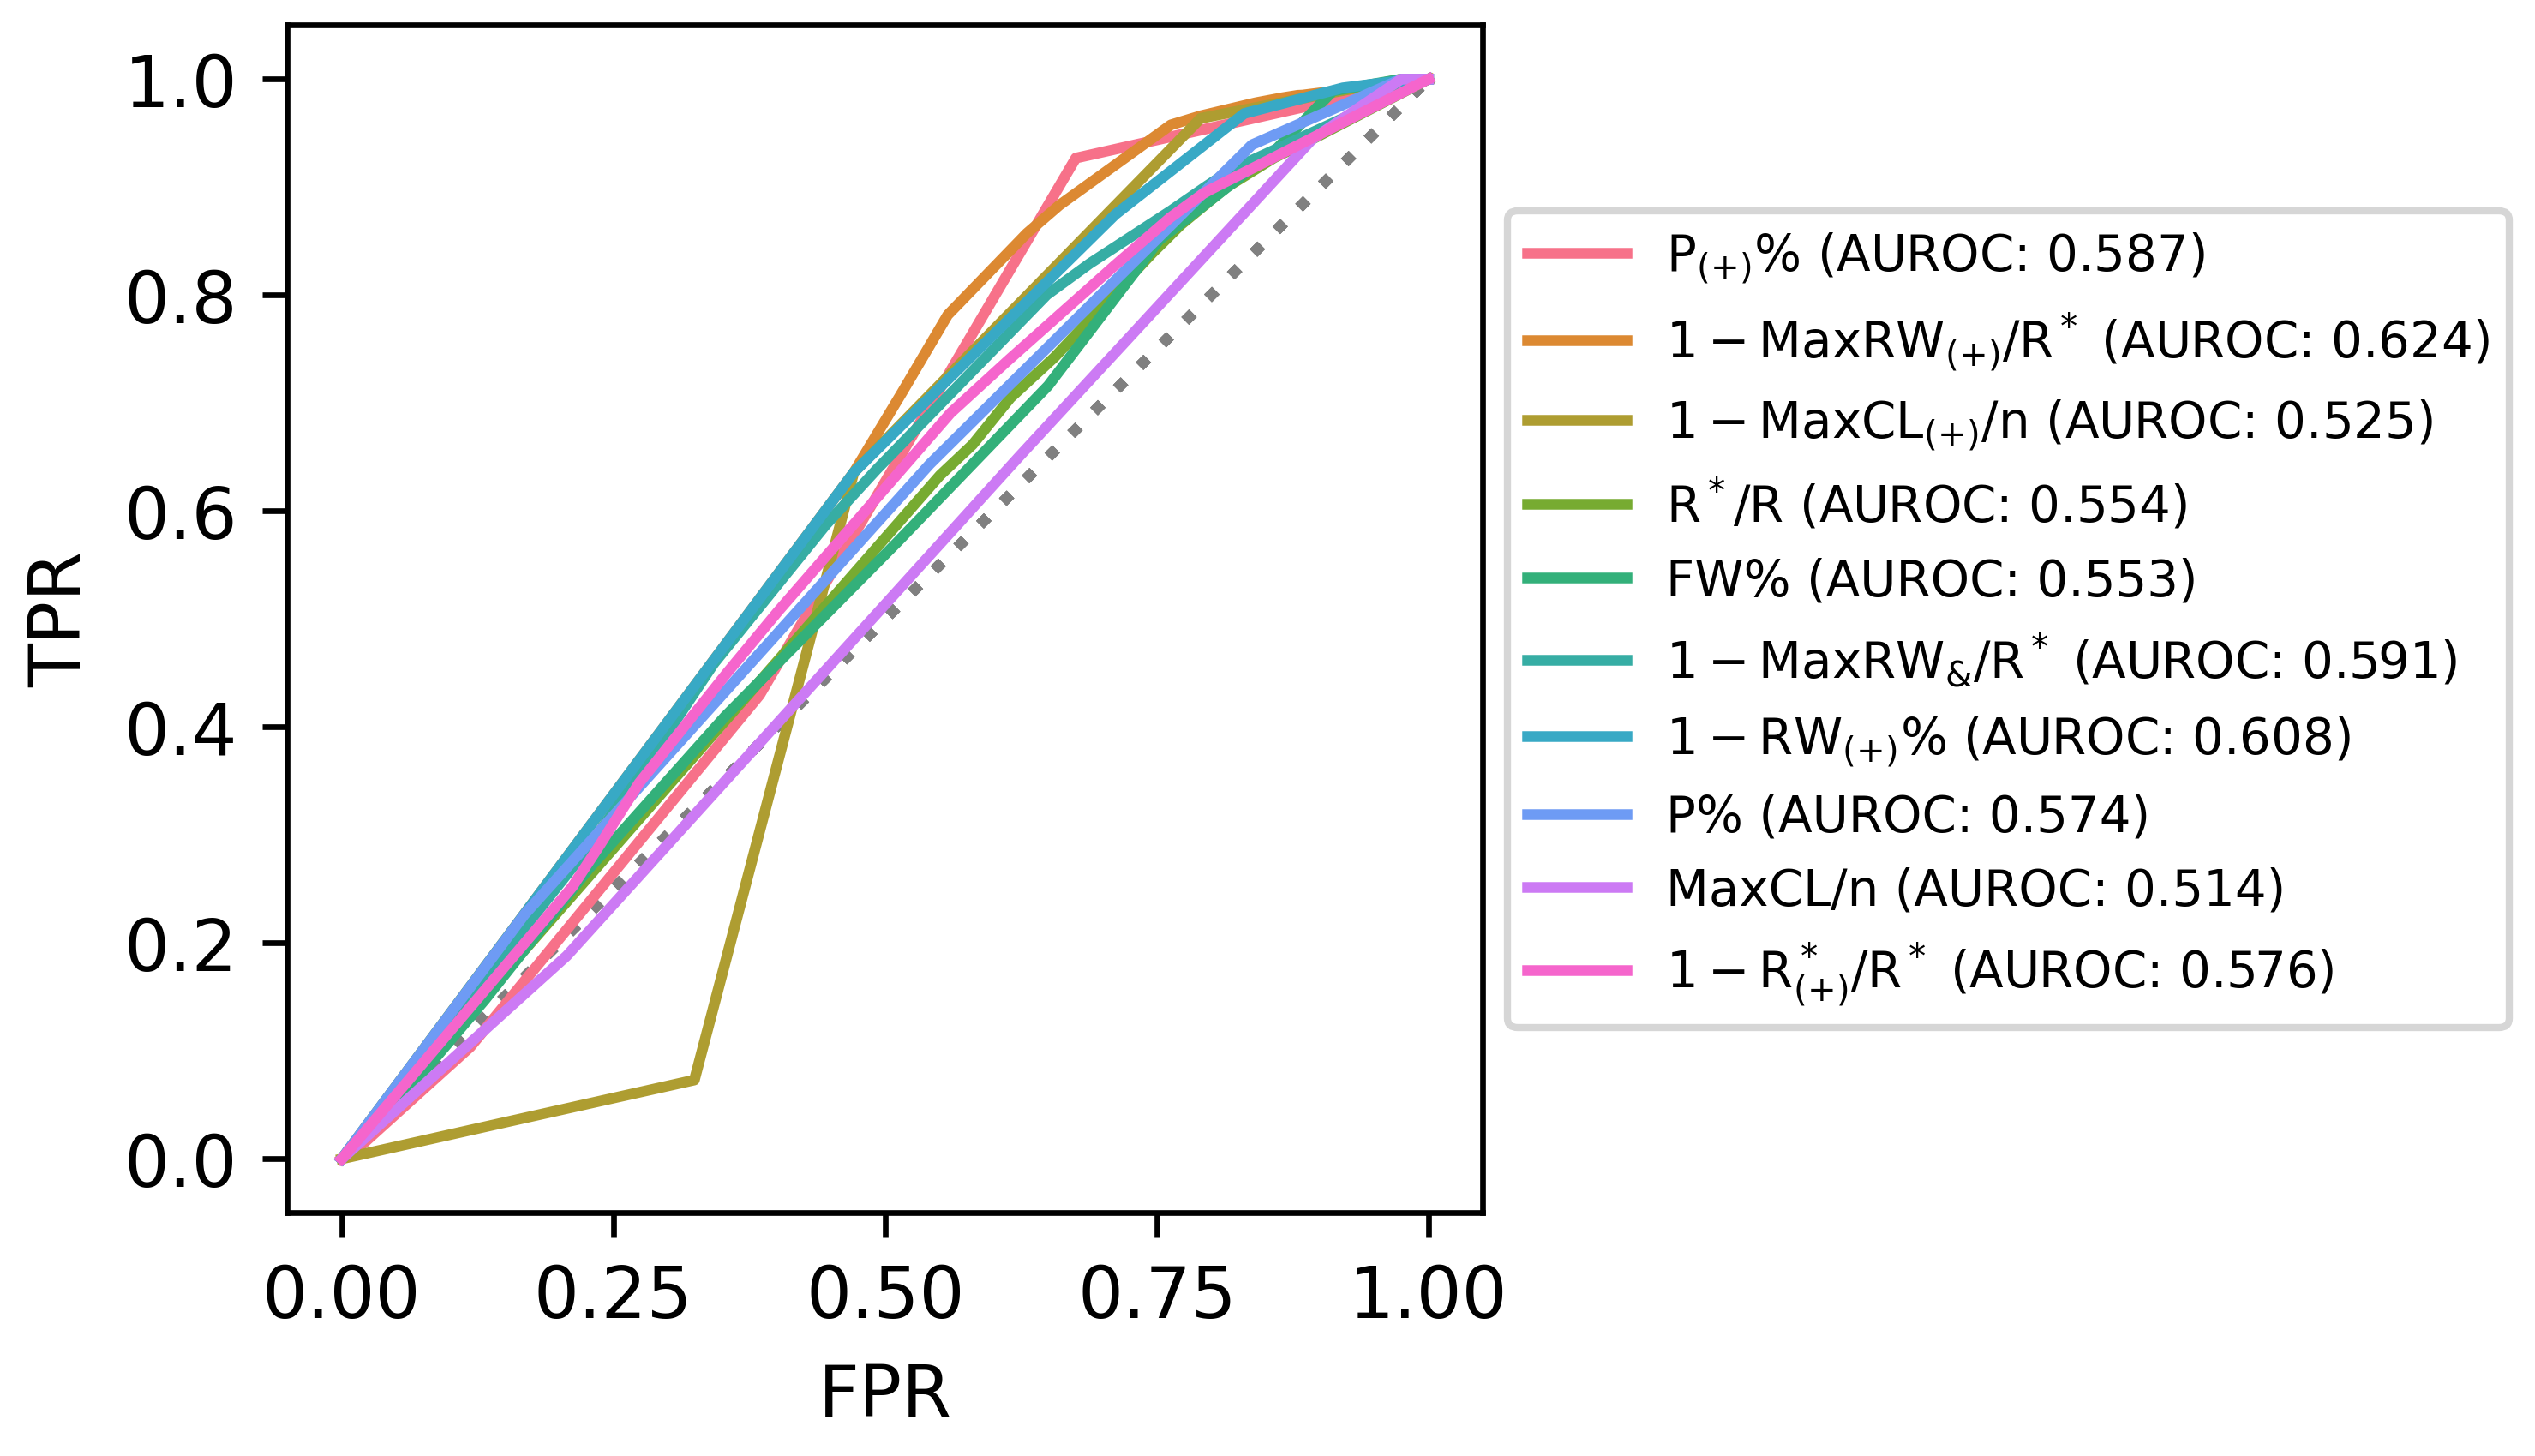 1.0
0.8
0.6
0.4
0.2
0.0
TPR
0.00 0.25 0.50 0.75 1.00
FPR
P(+)% (AUROC: 0.587)
1 − MaxRW(+)/R* (AUROC: 0.624)
1 − MaxCL(+)/n (AUROC: 0.525)
R*/R (AUROC: 0.554)
FW% (AUROC: 0.553)
1 − MaxRW&/R* (AUROC: 0.591)
1 − RW(+)% (AUROC: 0.608)
P% (AUROC: 0.574)
MaxCL/n (AUROC: 0.514)
1 − R*(+)/R* (AUROC: 0.576)